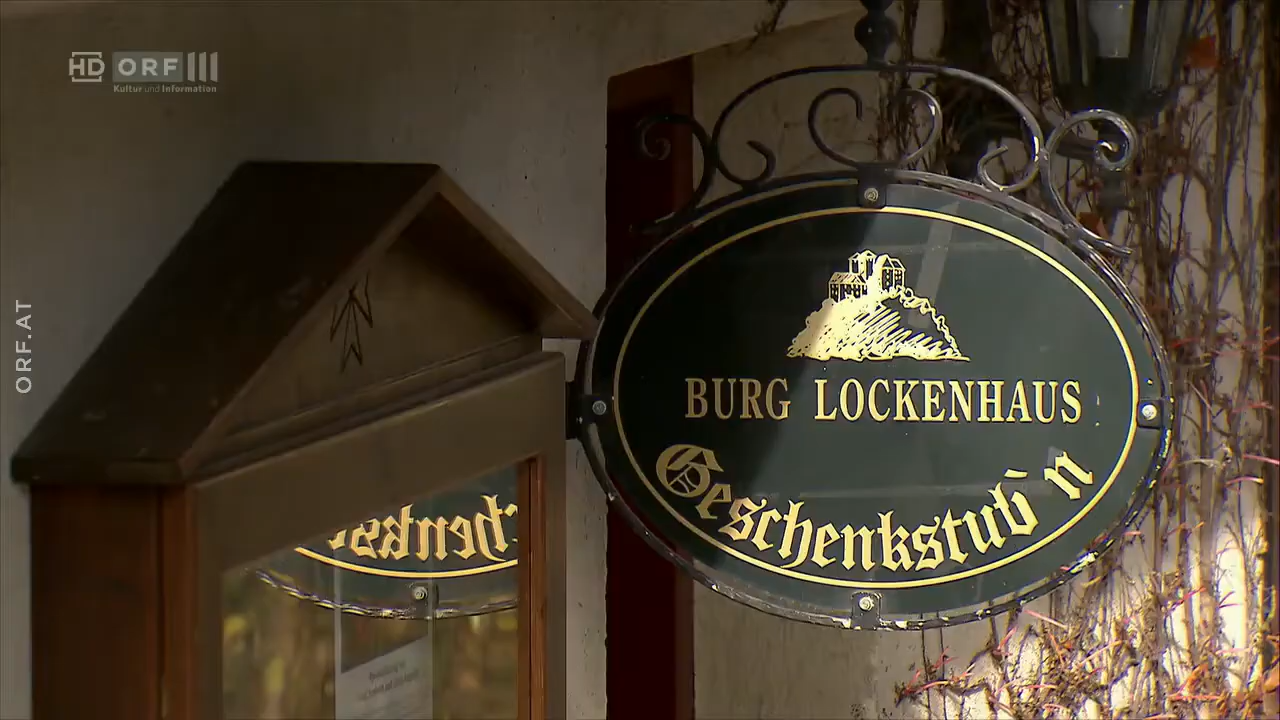 HD ORF III
Kultur und Information
ORF.AT
BURG LOCKENHAUS
Geschenkstub`n